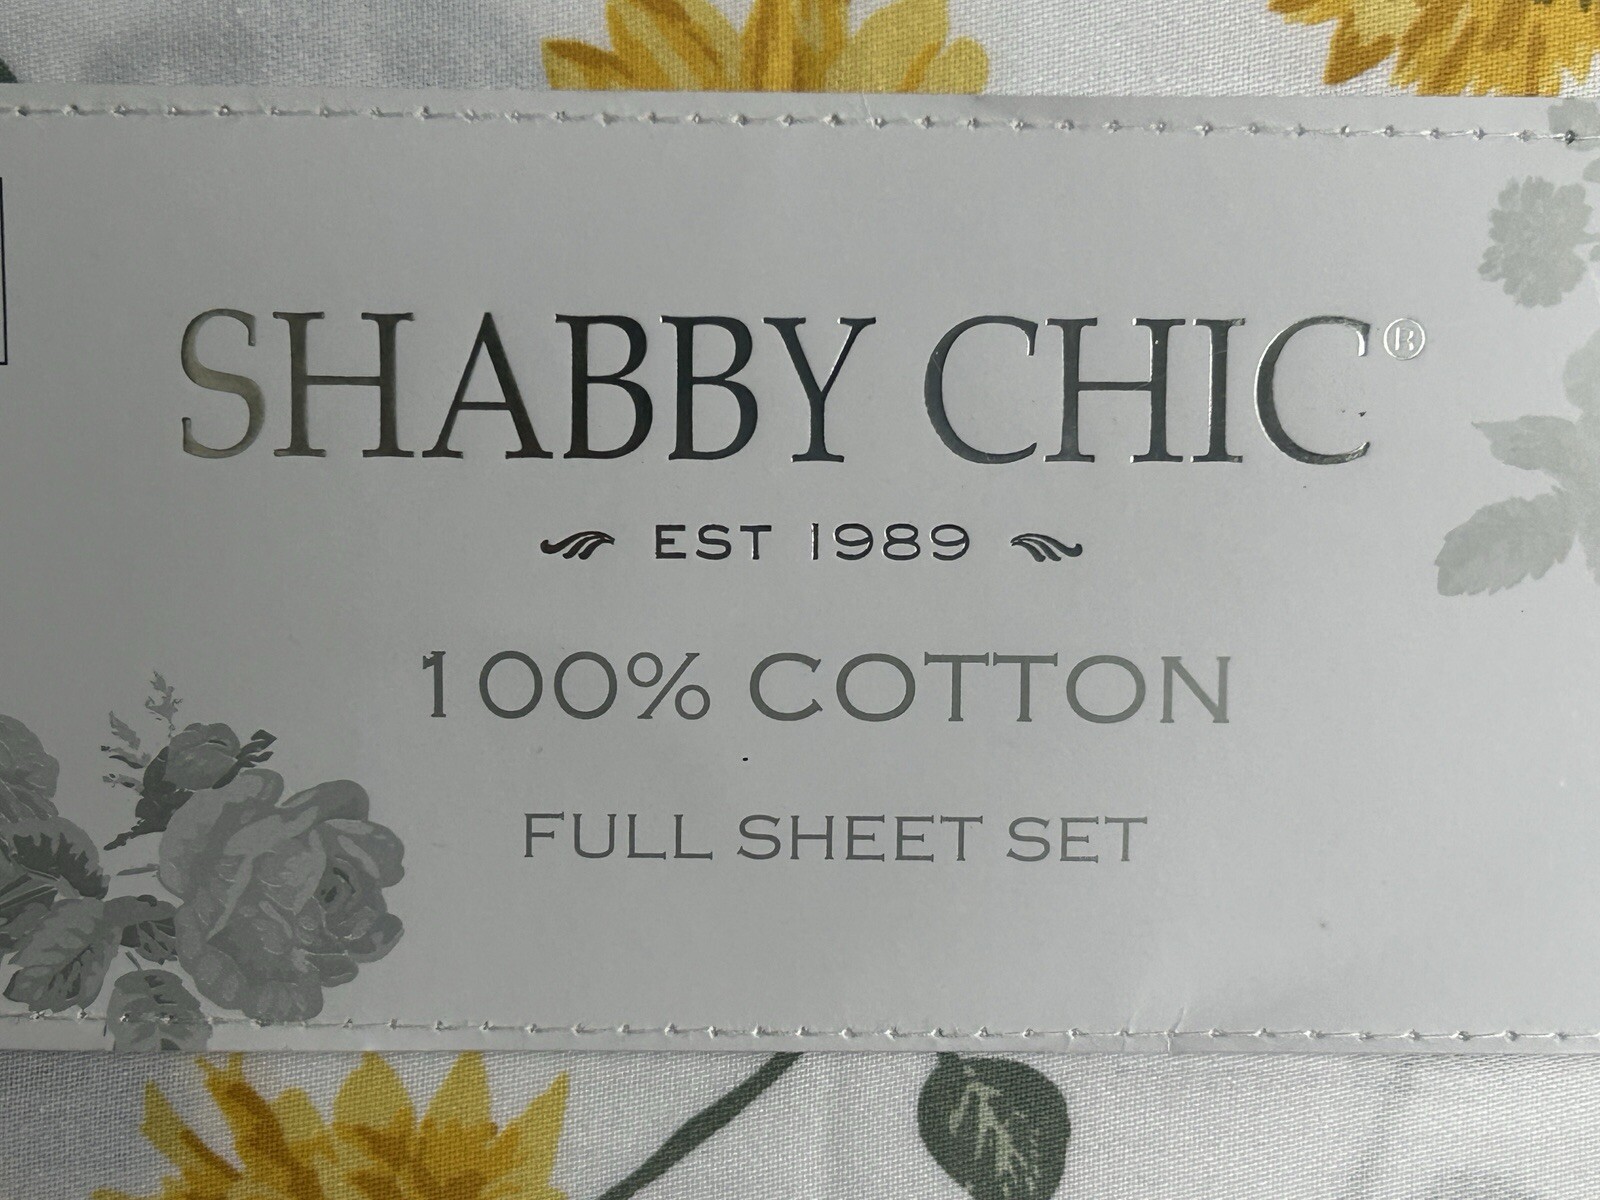 SHABBY CHIC®
EST 1989
100% COTTON
FULL SHEET SET